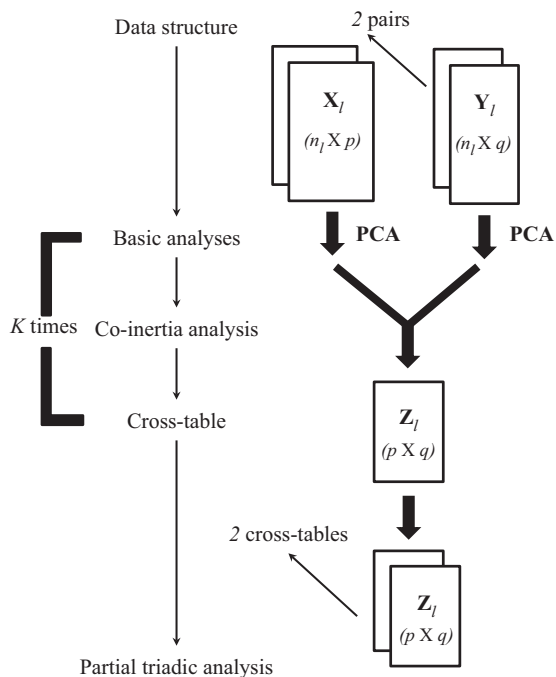 Data structure
2 pairs
X_l
(n_l X p)
Y_l
(n_l X q)
PCA
PCA
Basic analyses
K times
Co-inertia analysis
Cross-table
Z_l
(p X q)
2 cross-tables
Z_l
(p X q)
Partial triadic analysis